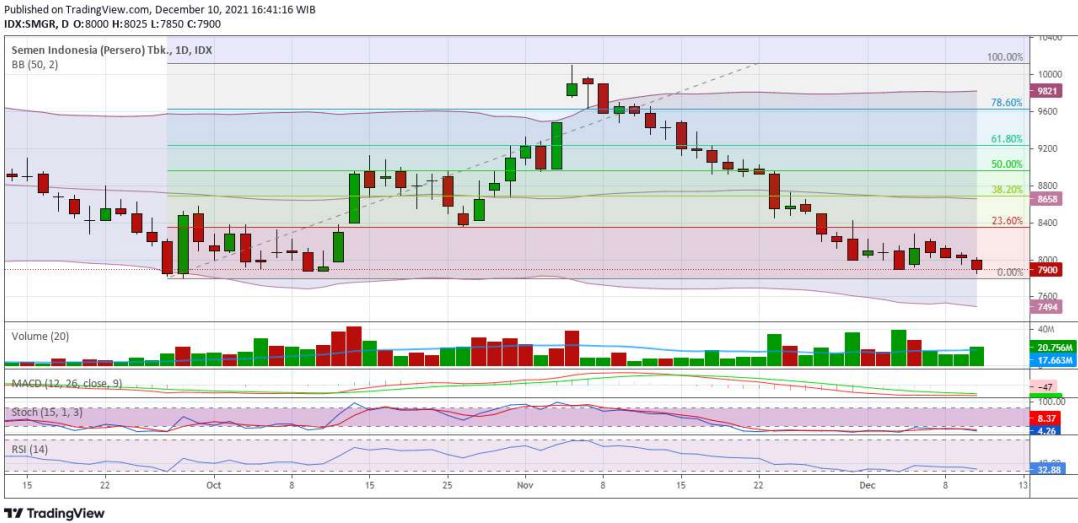 Published on TradingView.com, December 10, 2021 16:41:16 WIB
IDX:SMGR, D O:8000 H:8025 L:7850 C:7900
Semen Indonesia (Persero) Tbk., 1D, IDX
BB (50, 2)
10400
100.00%
10000
9821
78.60%
9600
61.80%
9200
50.00%
8800
38.20%
8658
23.60%
8400
8000
0.00%
7900
7600
7494
Volume (20)
40M
20.756M
17.663M
MACD (12, 26, close, 9)
−47
Stoch (15, 1, 3)
100.00
8.37
4.26
RSI (14)
32.88
15 22 Oct 8 15 25 Nov 8 15 22 Dec 8 13
TradingView